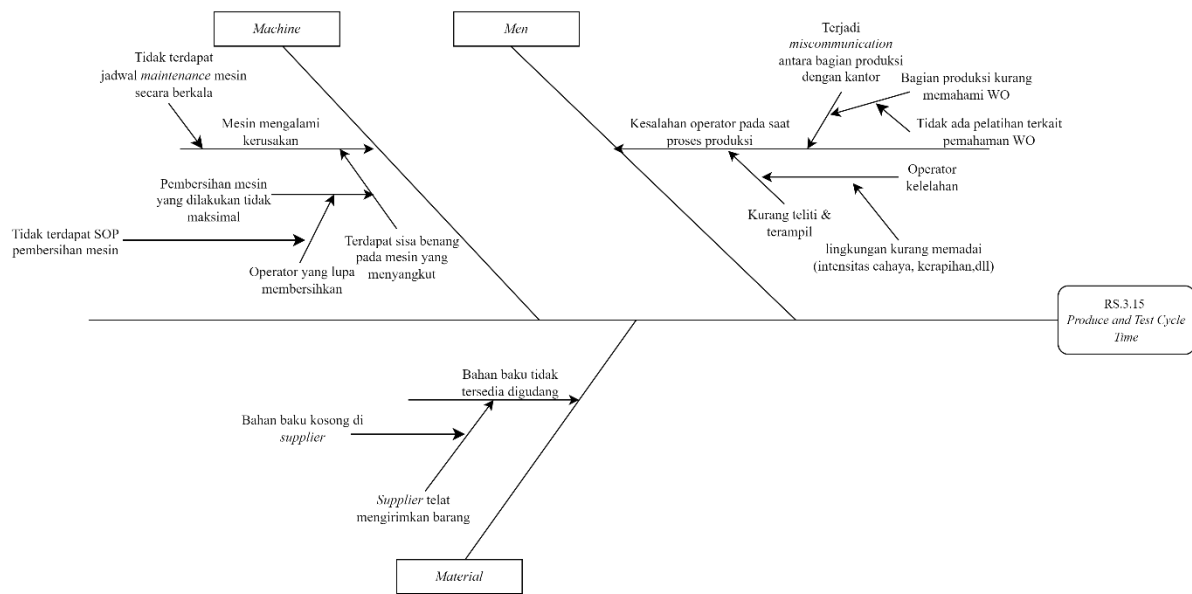 Machine
Men
Tidak terdapat
jadwal maintenance mesin
secara berkala
Mesin mengalami
kerusakan
Pembersihan mesin
yang dilakukan tidak
maksimal
Tidak terdapat SOP
pembersihan mesin
Operator yang lupa
membersihkan
Terdapat sisa benang
pada mesin yang
menyangkut
Terjadi
miscommunication
antara bagian produksi
dengan kantor
Bagian produksi kurang
memahami WO
Tidak ada pelatihan terkait
pemahaman WO
Kesalahan operator pada saat
proses produksi
Operator
kelelahan
Kurang teliti &
terampil
lingkungan kurang memadai
(intensitas cahaya, kerapihan,dll)
RS.3.15
Produce and Test Cycle
Time
Bahan baku tidak
tersedia digudang
Bahan baku kosong di
supplier
Supplier telat
mengirimkan barang
Material